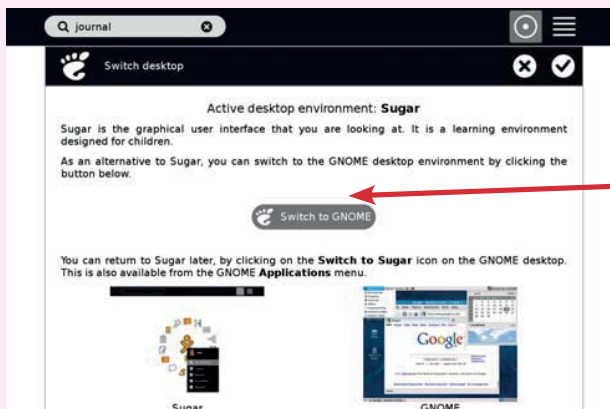 journal
Switch desktop
Active desktop environment: Sugar
Sugar is the graphical user interface that you are looking at. It is a learning environment
designed for children.
As an alternative to Sugar, you can switch to the GNOME desktop environment by clicking the
button below.
Switch to GNOME
You can return to Sugar later, by clicking on the Switch to Sugar icon on the GNOME desktop.
This is also available from the GNOME Applications menu.
Google
Sugar
GNOME